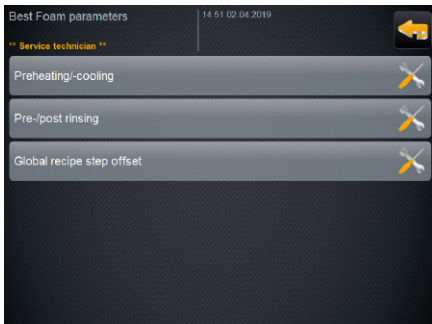 Best Foam parameters
14 51 02.04.2019
** Service technician **
Preheating/-cooling
Pre-/post rinsing
Global recipe step offset